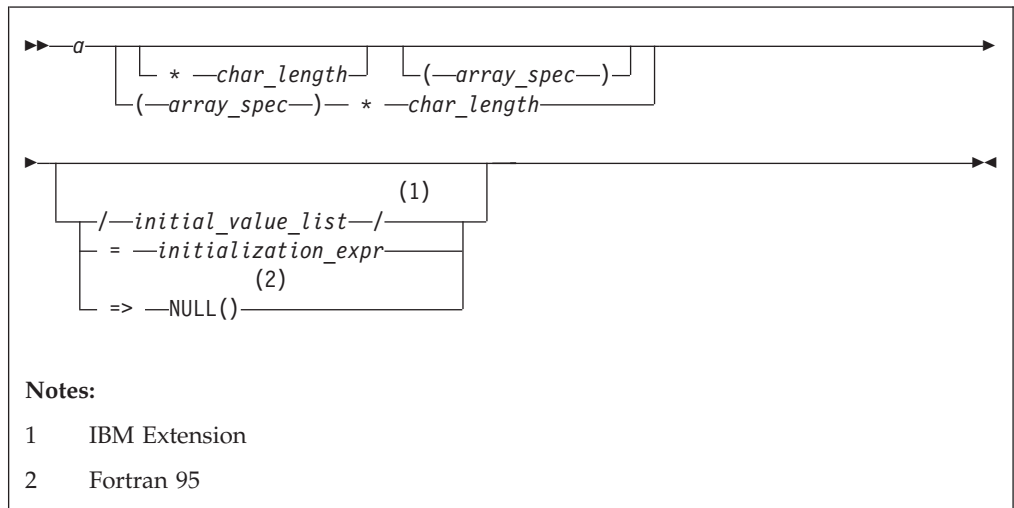 a
* char_length (array_spec)
(array_spec) * char_length
(1)
/initial_value_list/
= initialization_expr
(2)
=> NULL()
Notes:
1 IBM Extension
2 Fortran 95